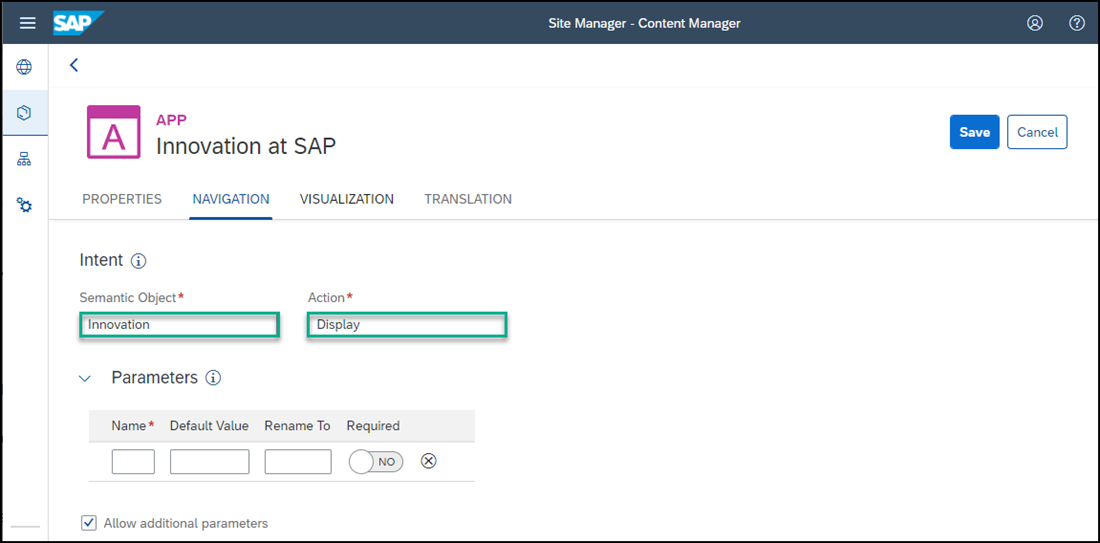 SAP
Site Manager - Content Manager
A
APP
Innovation at SAP
Save
Cancel
PROPERTIES
NAVIGATION
VISUALIZATION
TRANSLATION
Intent
Semantic Object*
Action*
Innovation
Display
Parameters
Name* Default Value Rename To Required
NO
Allow additional parameters